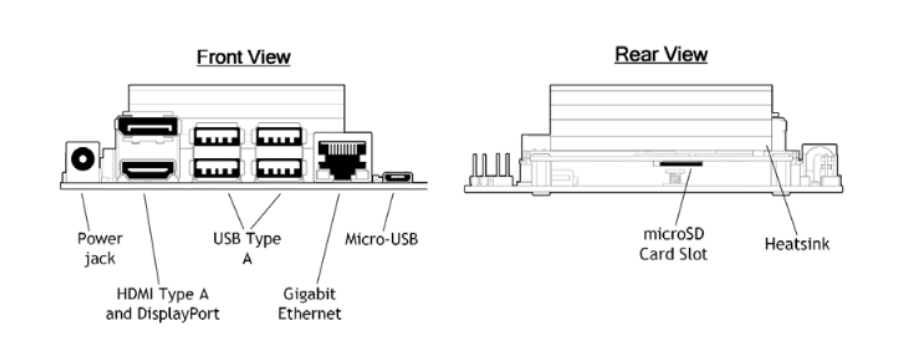 Front View
Rear View
Power
jack
HDMI Type A
and DisplayPort
USB Type
A
Gigabit
Ethernet
Micro-USB
microSD
Card Slot
Heatsink